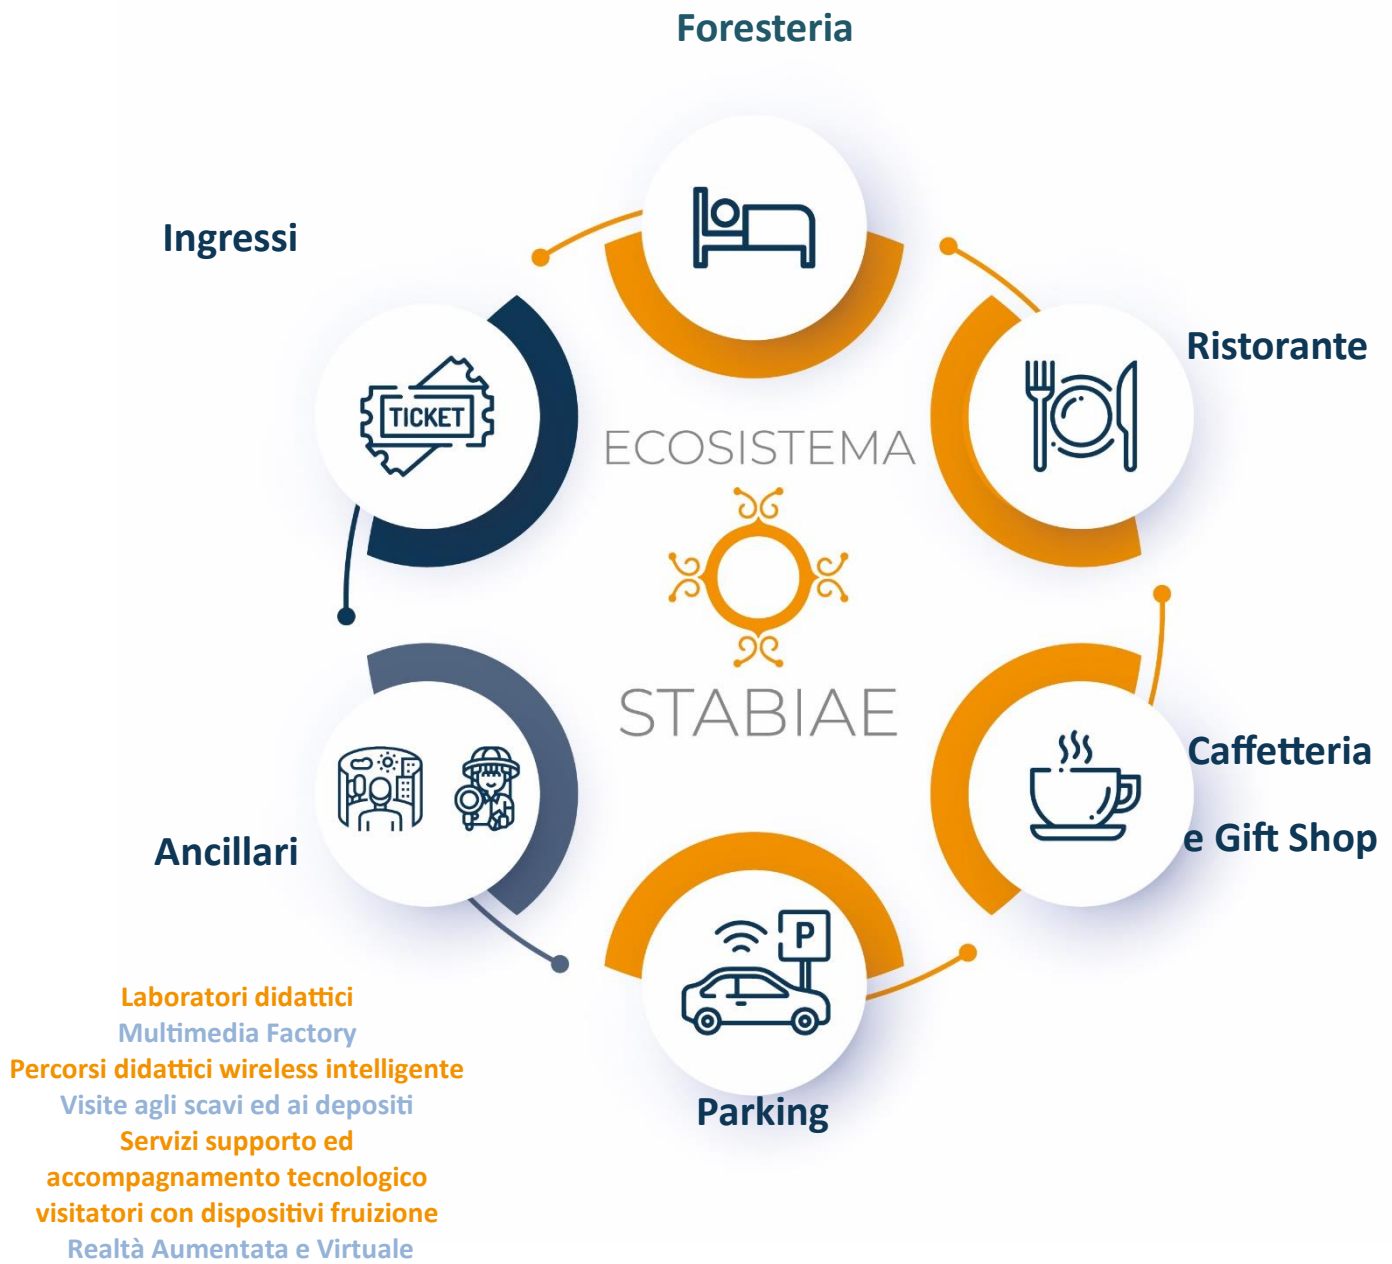 Foresteria
Ingressi
Ristorante
TICKET
ECOSISTEMA
STABIAE
Caffetteria
e Gift Shop
Ancillari
P
Parking
Laboratori didattici
Multimedia Factory
Percorsi didattici wireless intelligente
Visite agli scavi ed ai depositi
Servizi supporto ed
accompagnamento tecnologico
visitatori con dispositivi fruizione
Realtà Aumentata e Virtuale